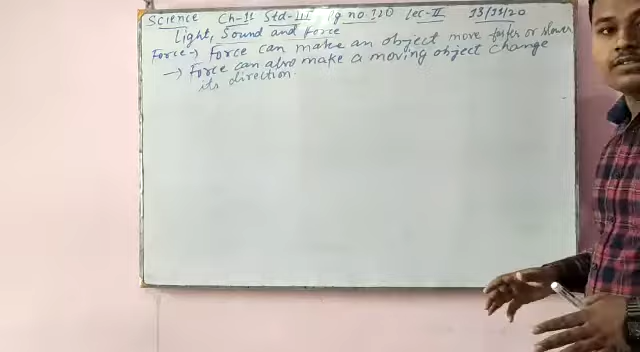 Science Ch-11 Std-III Pg no. 120 Lec-II 13/11/20
Light, Sound and Force
Force → Force can make an object move faster or slower
→ Force can also make a moving object change
its direction.